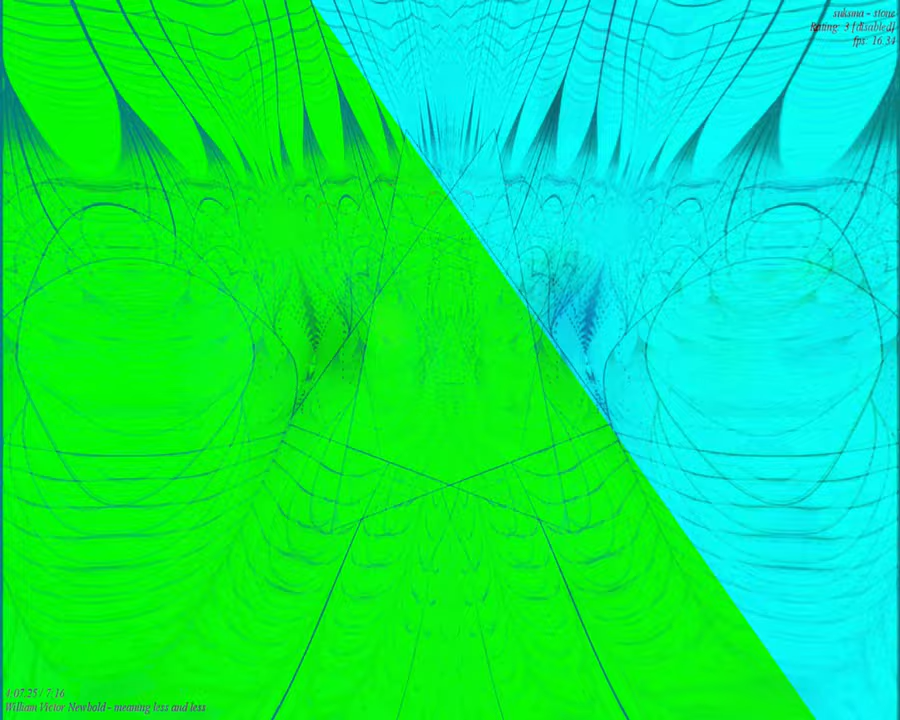 suksma - stone
Rating: 3 [disabled]
fps: 16.34
4:07.25 / 7:16
William Victor Newbold - meaning less and less